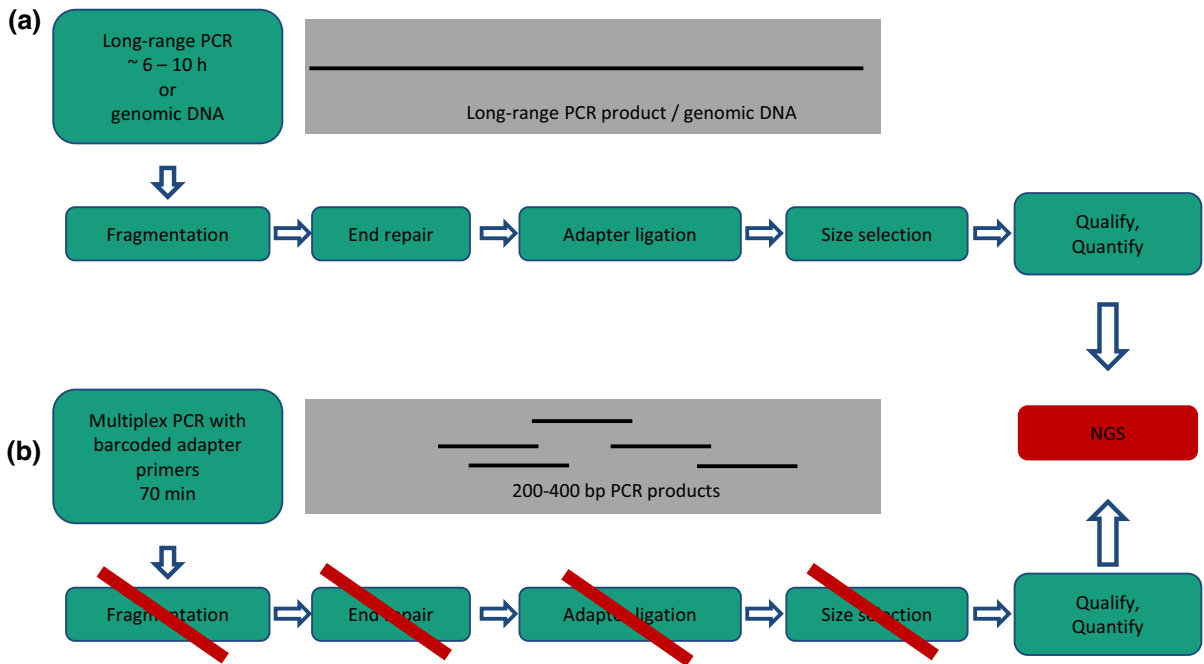 (a)
Long-range PCR
~ 6 – 10 h
or
genomic DNA
Long-range PCR product / genomic DNA
Fragmentation
End repair
Adapter ligation
Size selection
Qualify,
Quantify
(b)
Multiplex PCR with
barcoded adapter
primers
70 min
200-400 bp PCR products
NGS
Fragmentation
End repair
Adapter ligation
Size selection
Qualify,
Quantify